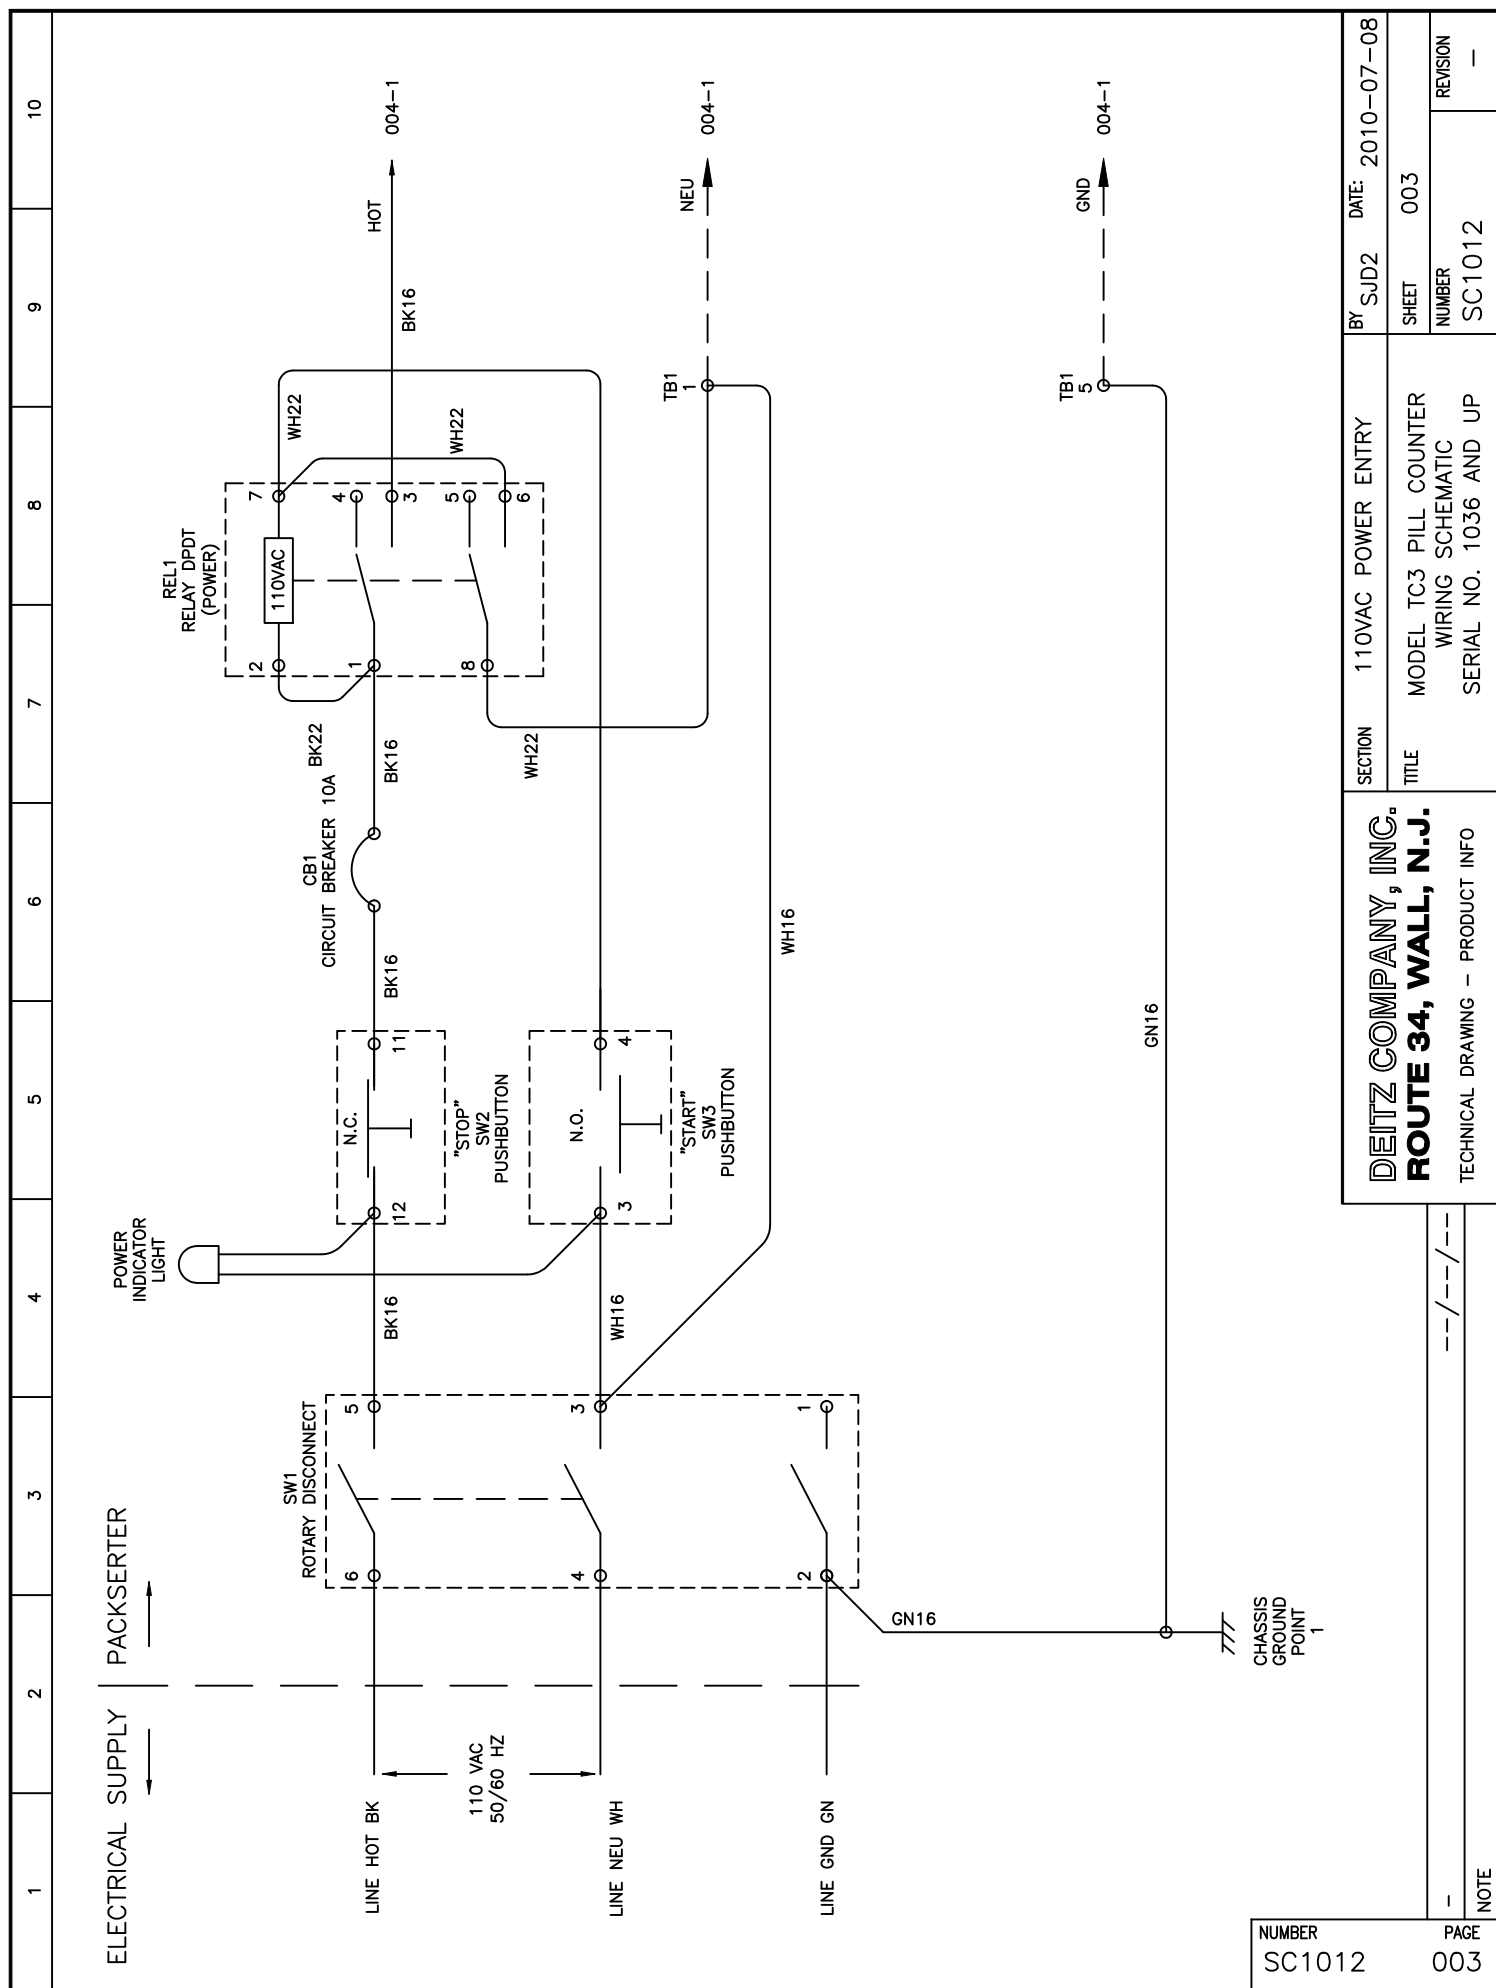 1
2
3
4
5
6
7
8
9
10
ELECTRICAL SUPPLY
PACKSERTER
LINE HOT BK
110 VAC
50/60 HZ
LINE NEU WH
LINE GND GN
SW1
ROTARY DISCONNECT
6
5
4
3
2
1
GN16
CHASSIS
GROUND
POINT
1
POWER
INDICATOR
LIGHT
BK16
WH16
12
N.C.
11
"STOP"
SW2
PUSHBUTTON
3
N.O.
4
"START"
SW3
PUSHBUTTON
BK16
CB1
CIRCUIT BREAKER 10A
BK16
BK22
WH22
WH16
GN16
REL1
RELAY DPDT
(POWER)
2
110VAC
7
1
4
3
8
5
6
WH22
WH22
BK16
HOT
004-1
TB1
1
NEU
004-1
TB1
5
GND
004-1
DEITZ COMPANY, INC.
ROUTE 34, WALL, N.J.
TECHNICAL DRAWING - PRODUCT INFO
SECTION
110VAC POWER ENTRY
TITLE
MODEL TC3 PILL COUNTER
WIRING SCHEMATIC
SERIAL NO. 1036 AND UP
BY SJD2
DATE: 2010-07-08
SHEET
003
NUMBER
SC1012
REVISION
-
-
--/--/--
NOTE
NUMBER
SC1012
PAGE
003